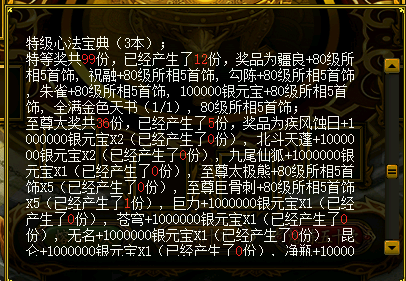 特级心法宝典（3本）；
特等奖共99份，已经产生了12份，奖品为疆良+80级所
相5首饰，祝融+80级所相5首饰，勾陈+80级所相5首饰
，朱雀+80级所相5首饰，100000银元宝+80级所相5首
饰，全满金色天书（1/1），80级所相5首饰；
至尊大奖共36份，已经产生了5份，奖品为疾风蚀日+1
000000银元宝X2（已经产生了0份），北斗天蓬+10000
00银元宝X2（已经产生了0份），九尾仙狐+1000000银
元宝X1（已经产生了0份），至尊太极熊+80级所相5首
饰X5（已经产生了0份），至尊巨骨刺+80级所相5首饰
X5（已经产生了1份），巨力+1000000银元宝X1（已经
产生了0份），苍穹+1000000银元宝X1（已经产生了0
份），无名+1000000银元宝X1（已经产生了0份），昆
仑+1000000银元宝X1（已经产生了0份），净瓶+10000